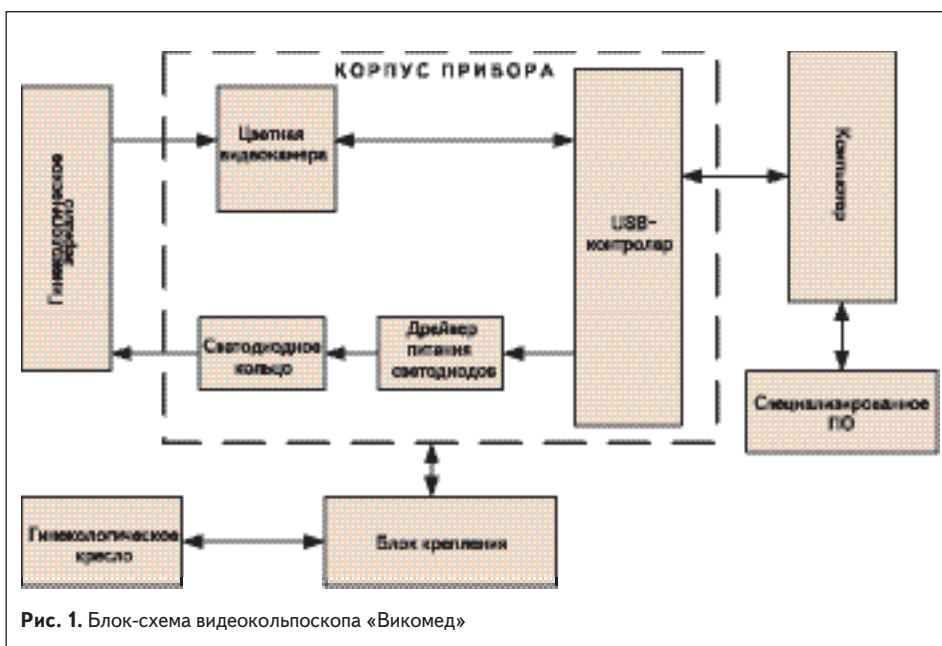 КОРПУС ПРИБОРА
Гинекологическое
зеркало
Цветная
видеокамера
USB-
контролер
Компьютер
Светодиодное
кольцо
Драйвер
питания
светодиодов
Специализированное
ПО
Гинекологическое
кресло
Блок крепления
Рис. 1. Блок-схема видеокольпоскопа «Викомед»